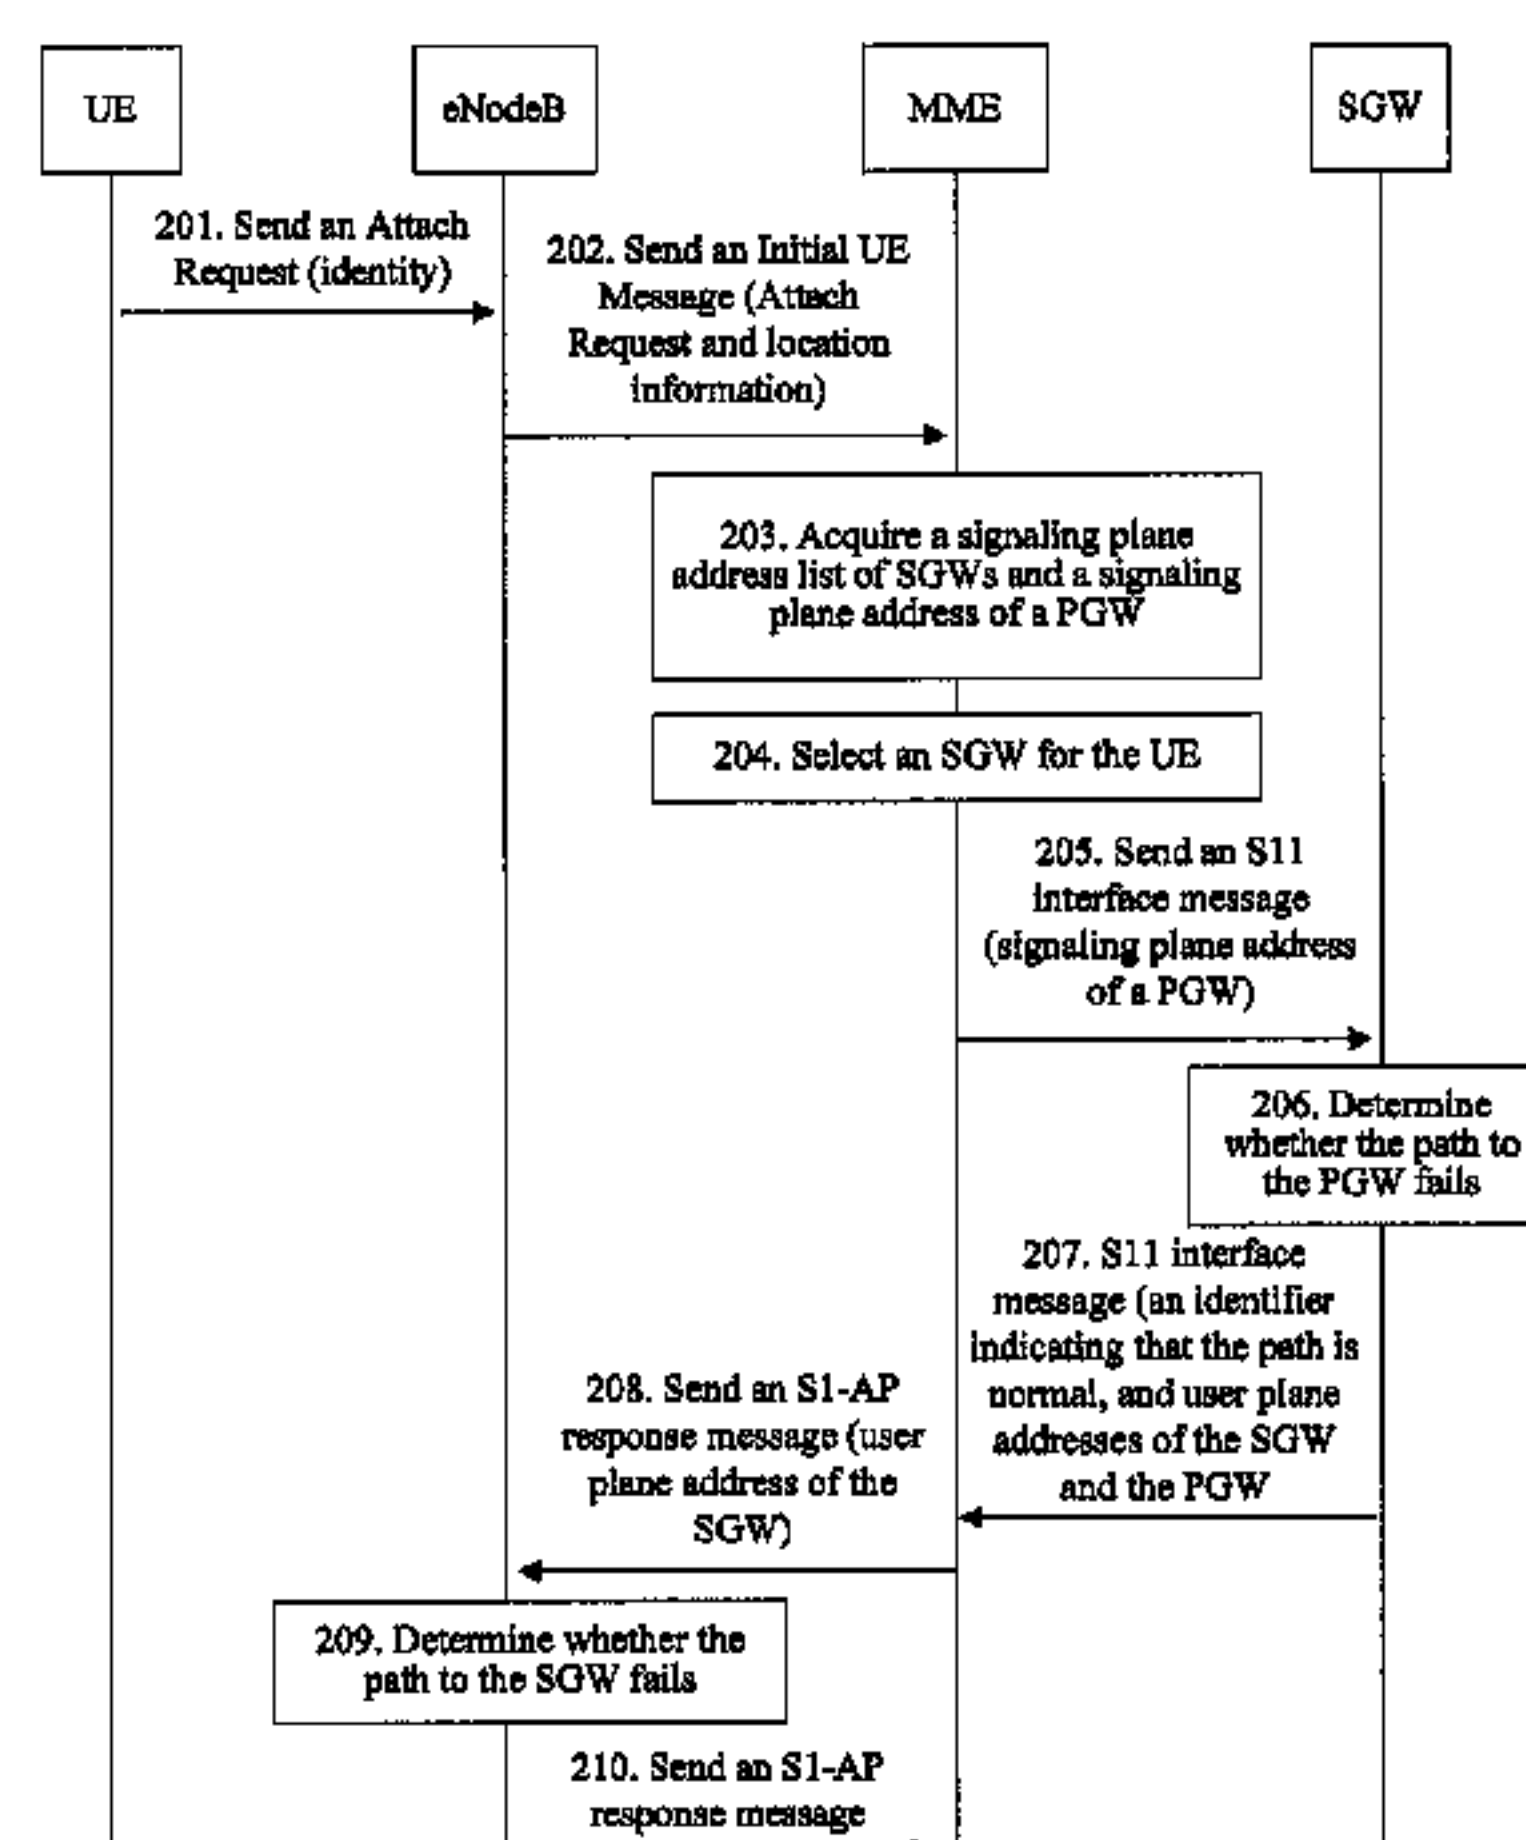 UE
eNodeB
MME
SGW
201. Send an Attach
Request (identity)
202. Send an Initial UE
Message (Attach
Request and location
information)
203. Acquire a signaling plane
address list of SGWs and a signaling
plane address of a PGW
204. Select an SGW for the UE
205. Send an S11
interface message
(signaling plane address
of a PGW)
206. Determine
whether the path to
the PGW fails
207. S11 interface
message (an identifier
indicating that the path is
normal, and user plane
addresses of the SGW
and the PGW
208. Send an S1-AP
response message (user
plane address of the
SGW)
209. Determine whether the
path to the SGW fails
210. Send an S1-AP
response message